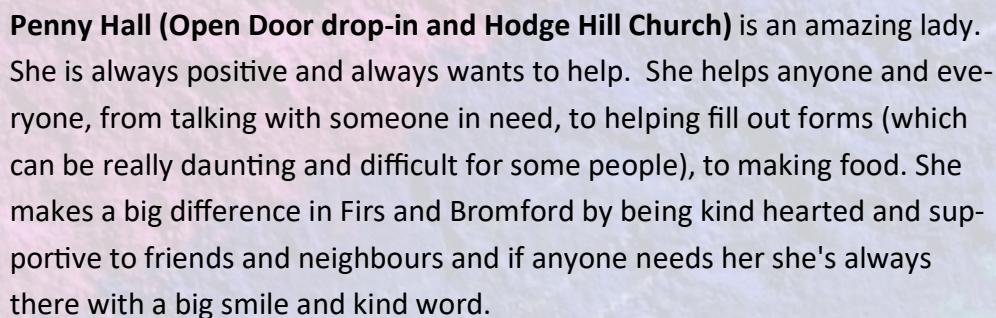 Penny Hall (Open Door drop-in and Hodge Hill Church) is an amazing lady.
She is always positive and always wants to help.  She helps anyone and eve-
ryone, from talking with someone in need, to helping fill out forms (which
can be really daunting and difficult for some people), to making food. She
makes a big difference in Firs and Bromford by being kind hearted and sup-
portive to friends and neighbours and if anyone needs her she's always
there with a big smile and kind word.